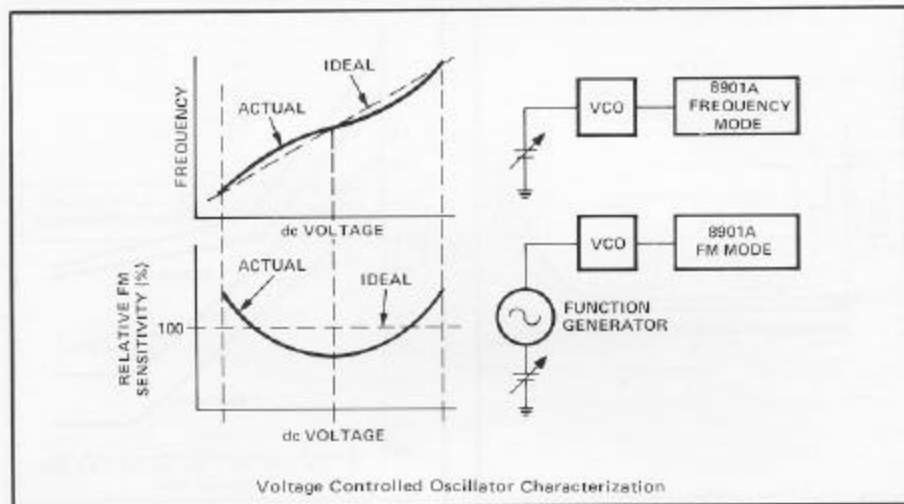 IDEAL
ACTUAL
FREQUENCY
dc VOLTAGE
VCO
8901A
FREQUENCY
MODE
ACTUAL
IDEAL
100
RELATIVE FM
SENSITIVITY (%)
dc VOLTAGE
VCO
8901A
FM MODE
FUNCTION
GENERATOR
Voltage Controlled Oscillator Characterization